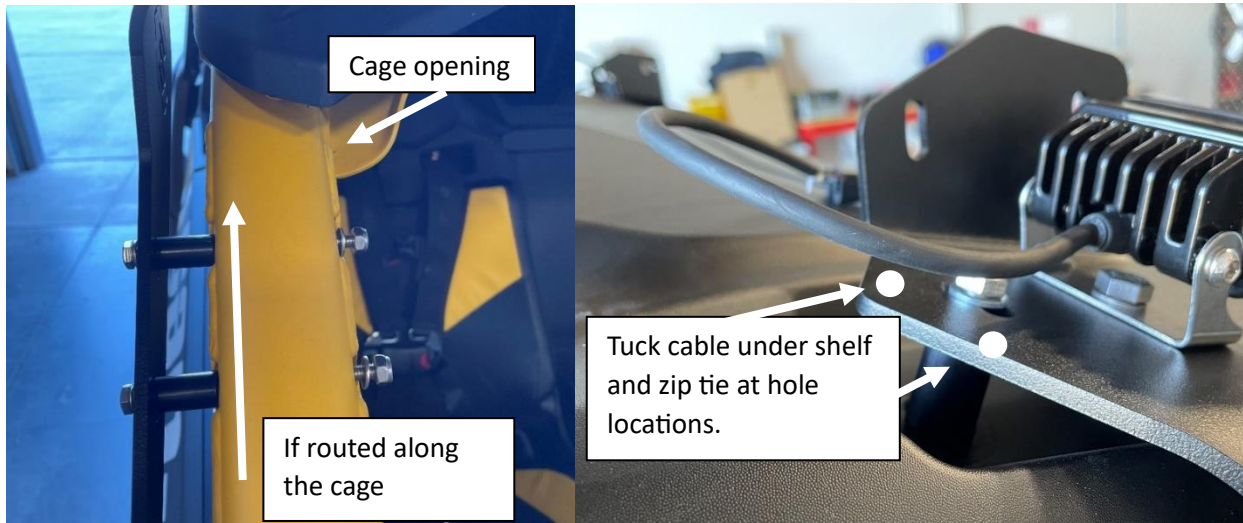 Cage opening
If routed along
the cage
Tuck cable under shelf
and zip tie at hole
locations.